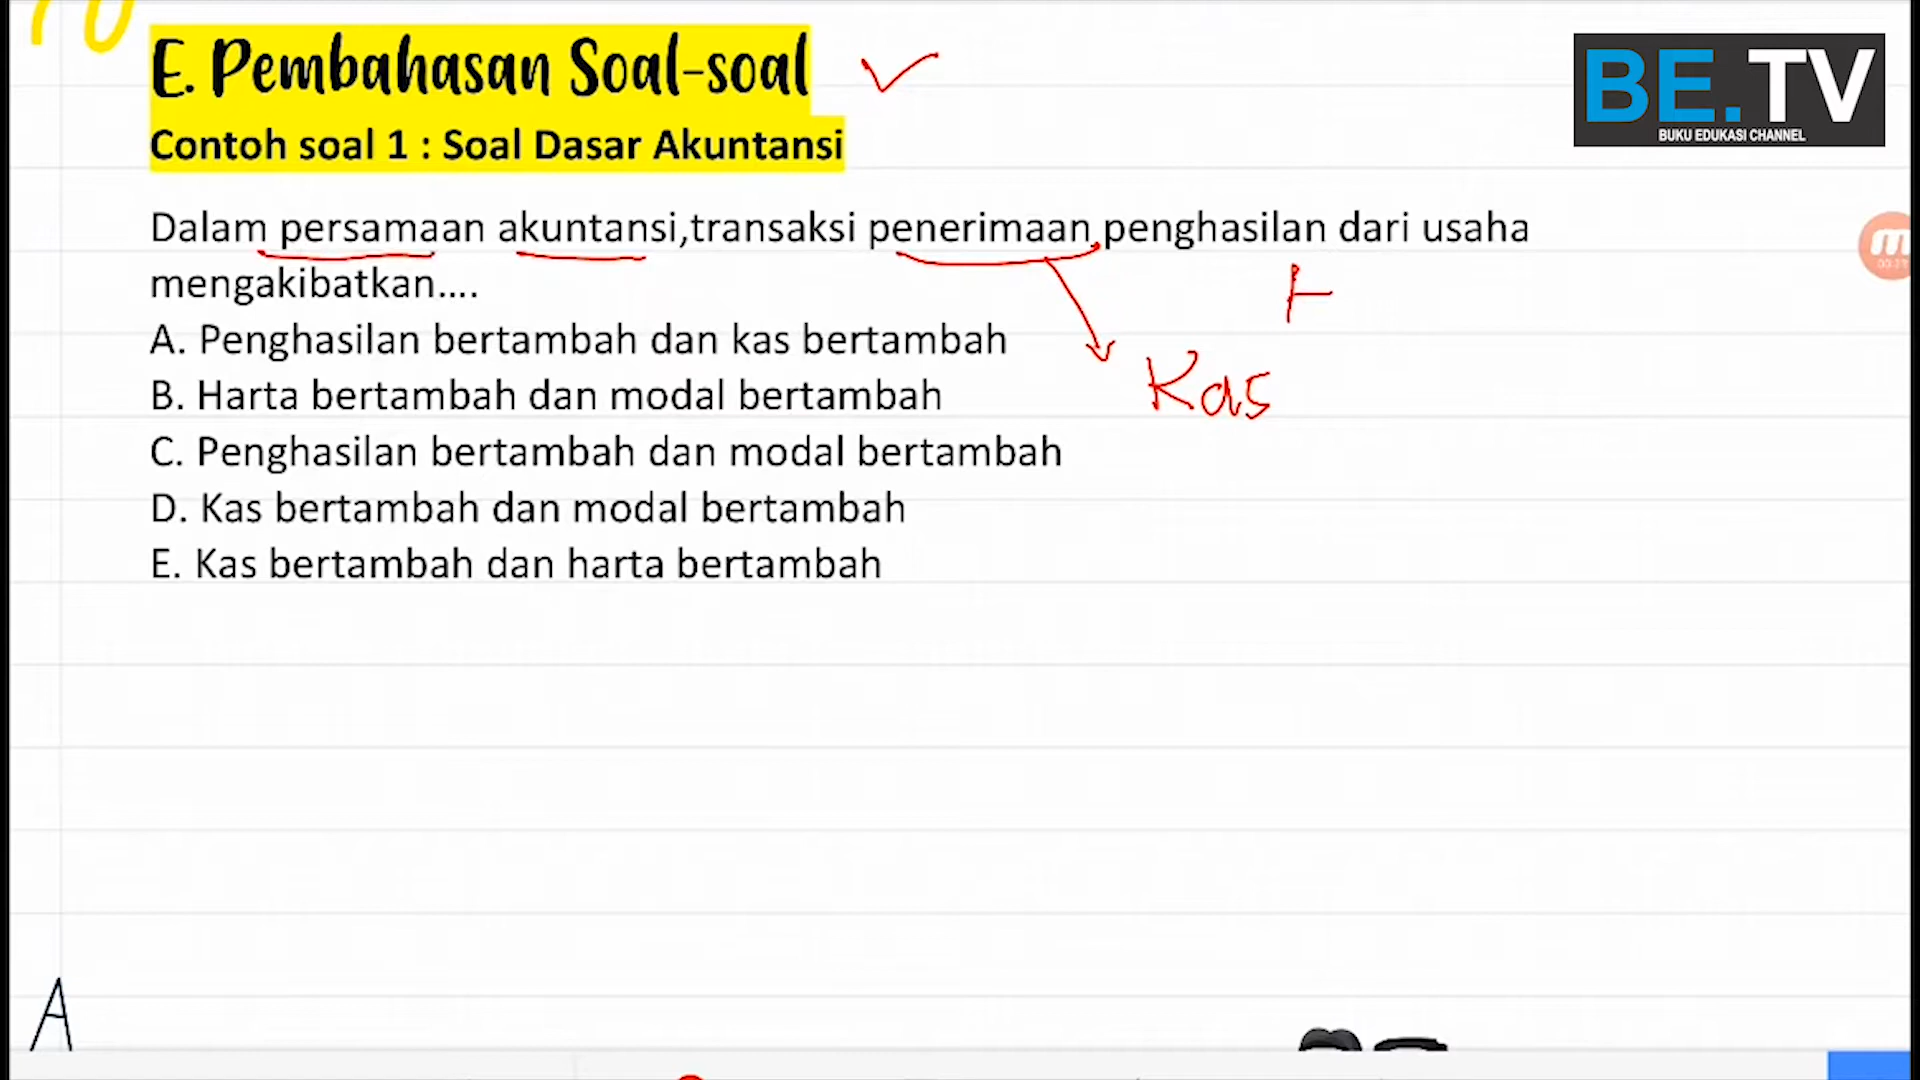 E. Pembahasan Soal-soal
BE.TV
BUKU EDUKASI CHANNEL
Contoh soal 1 : Soal Dasar Akuntansi
Dalam persamaan akuntansi,transaksi penerimaan penghasilan dari usaha
mengakibatkan....
A. Penghasilan bertambah dan kas bertambah
B. Harta bertambah dan modal bertambah
Kas
C. Penghasilan bertambah dan modal bertambah
D. Kas bertambah dan modal bertambah
E. Kas bertambah dan harta bertambah
A